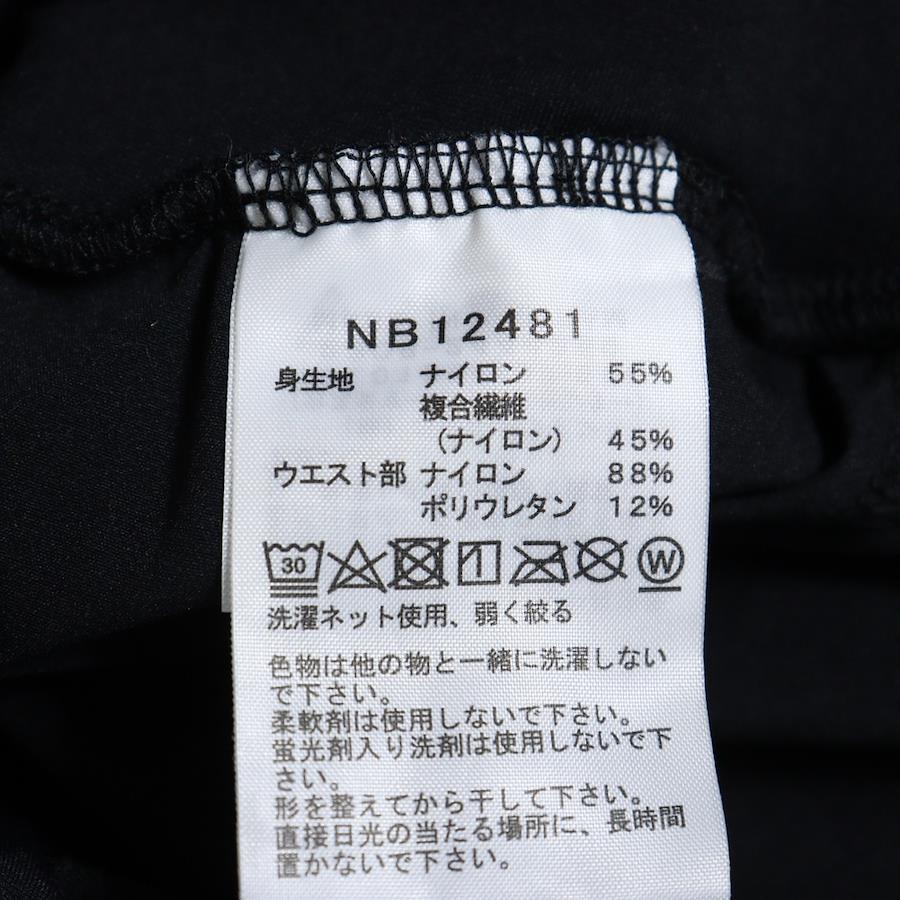 NB12481
身生地 ナイロン 55%
複合繊維
(ナイロン) 45%
ウエスト部 ナイロン 88%
ポリウレタン 12%
30 W
洗濯ネット使用、弱く絞る
色物は他の物と一緒に洗濯しない
で下さい。
柔軟剤は使用しないで下さい。
蛍光剤入り洗剤は使用しないで下
さい。
形を整えてから干して下さい。
直接日光の当たる場所に、長時間
置かないで下さい。